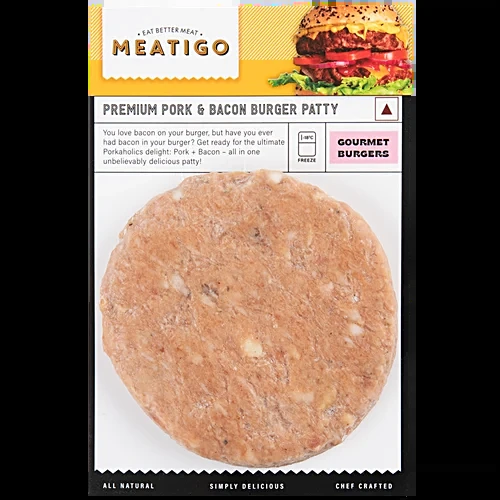 • EAT BETTER MEAT •
MEATIGO
PREMIUM PORK & BACON BURGER PATTY
You love bacon on your burger, but have you ever
had bacon in your burger? Get ready for the ultimate
Porkaholics delight: Pork + Bacon – all in one
unbelievably delicious patty!
-18°C
FREEZE
GOURMET
BURGERS
ALL NATURAL SIMPLY DELICIOUS CHEF CRAFTED